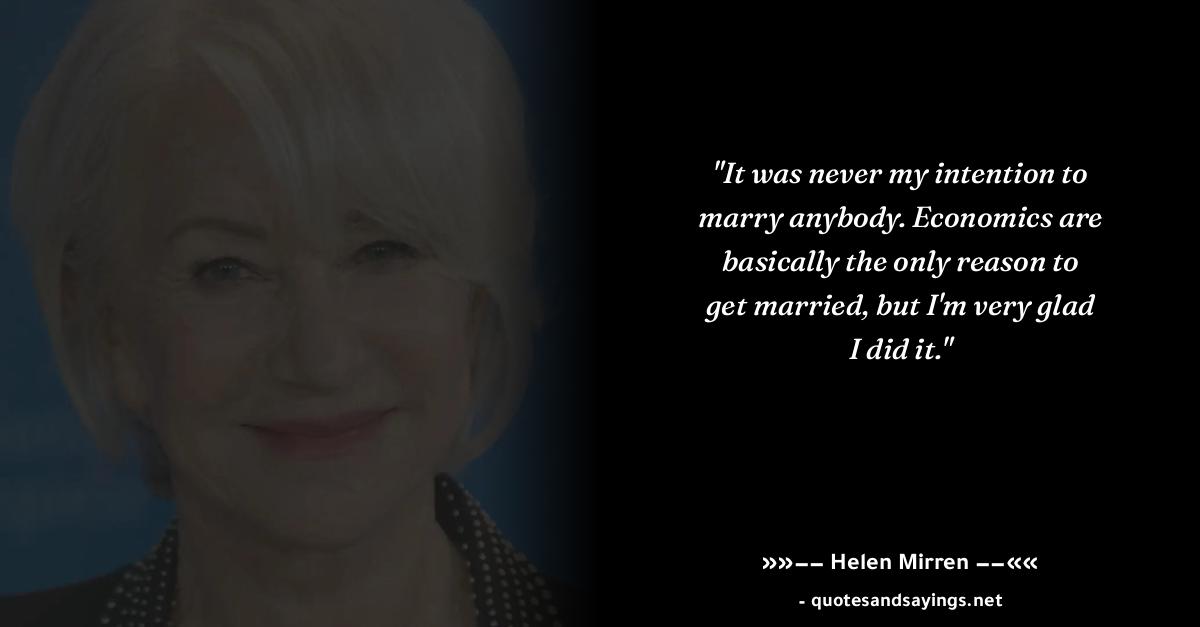 "It was never my intention to
marry anybody. Economics are
basically the only reason to
get married, but I'm very glad
I did it."
»»–– Helen Mirren ––««
- quotesandsayings.net